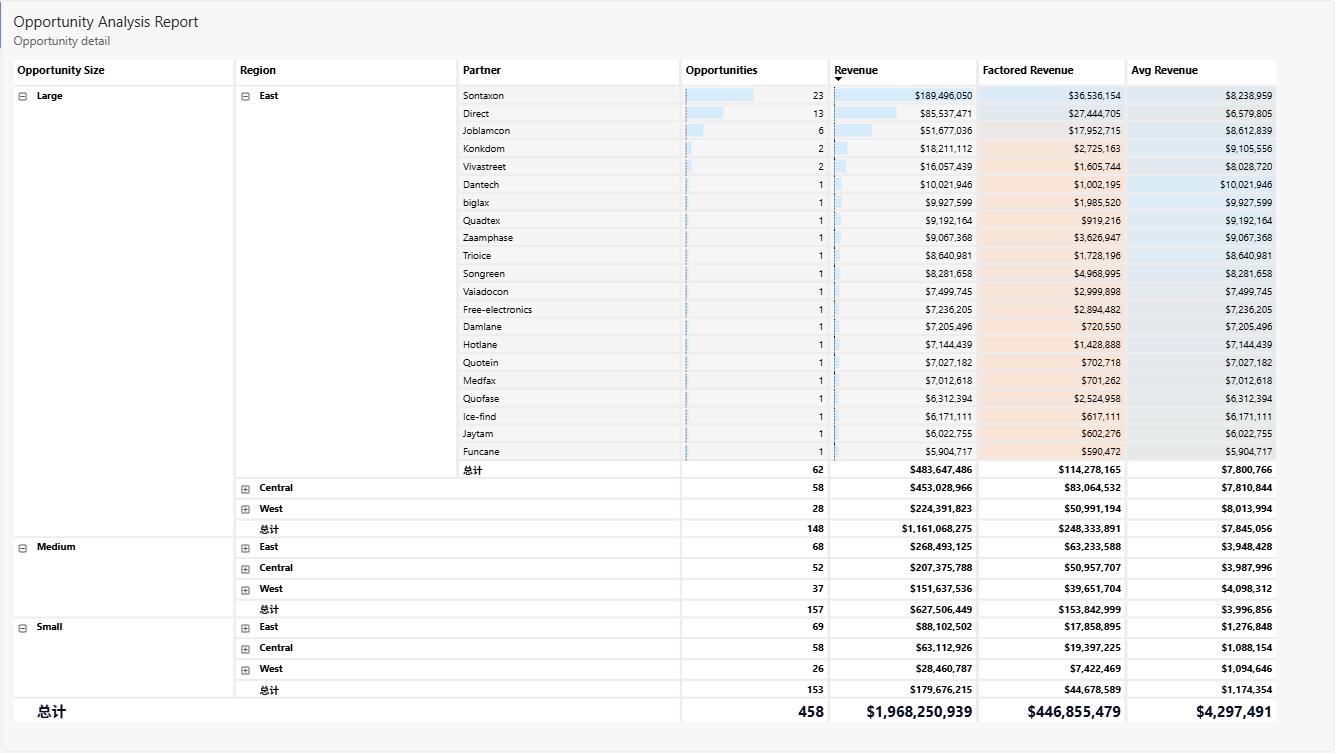 Opportunity Analysis Report
Opportunity detail
Opportunity Size Region Partner Opportunities Revenue Factored Revenue Avg Revenue
Large East Sontaxon 23 $189,496,050 $36,536,154 $8,238,959
Direct 13 $85,537,471 $27,444,705 $6,579,805
Joblamcon 6 $51,677,036 $17,952,715 $8,612,839
Konkdom 2 $18,211,112 $2,725,163 $9,105,556
Vivastreet 2 $16,057,439 $1,605,744 $8,028,720
Dantech 1 $10,021,946 $1,002,195 $10,021,946
biglax 1 $9,927,599 $1,985,520 $9,927,599
Quadtex 1 $9,192,164 $919,216 $9,192,164
Zaamphase 1 $9,067,368 $3,626,947 $9,067,368
Trioice 1 $8,640,981 $1,728,196 $8,640,981
Songreen 1 $8,281,658 $4,968,995 $8,281,658
Vaiadocon 1 $7,499,745 $2,999,898 $7,499,745
Free-electronics 1 $7,236,205 $2,894,482 $7,236,205
Damlane 1 $7,205,496 $720,550 $7,205,496
Hotlane 1 $7,144,439 $1,428,888 $7,144,439
Quotein 1 $7,027,182 $702,718 $7,027,182
Medfax 1 $7,012,618 $701,262 $7,012,618
Quofase 1 $6,312,394 $2,524,958 $6,312,394
Ice-find 1 $6,171,111 $617,111 $6,171,111
Jaytam 1 $6,022,755 $602,276 $6,022,755
Funcane 1 $5,904,717 $590,472 $5,904,717
总计 62 $483,647,486 $114,278,165 $7,800,766
Central 58 $453,028,966 $83,064,532 $7,810,844
West 28 $224,391,823 $50,991,194 $8,013,994
总计 148 $1,161,068,275 $248,333,891 $7,845,056
Medium East 68 $268,493,125 $63,233,588 $3,948,428
Central 52 $207,375,788 $50,957,707 $3,987,996
West 37 $151,637,536 $39,651,704 $4,098,312
总计 157 $627,506,449 $153,842,999 $3,996,856
Small East 69 $88,102,502 $17,858,895 $1,276,848
Central 58 $63,112,926 $19,397,225 $1,088,154
West 26 $28,460,787 $7,422,469 $1,094,646
总计 153 $179,676,215 $44,678,589 $1,174,354
总计 458 $1,968,250,939 $446,855,479 $4,297,491